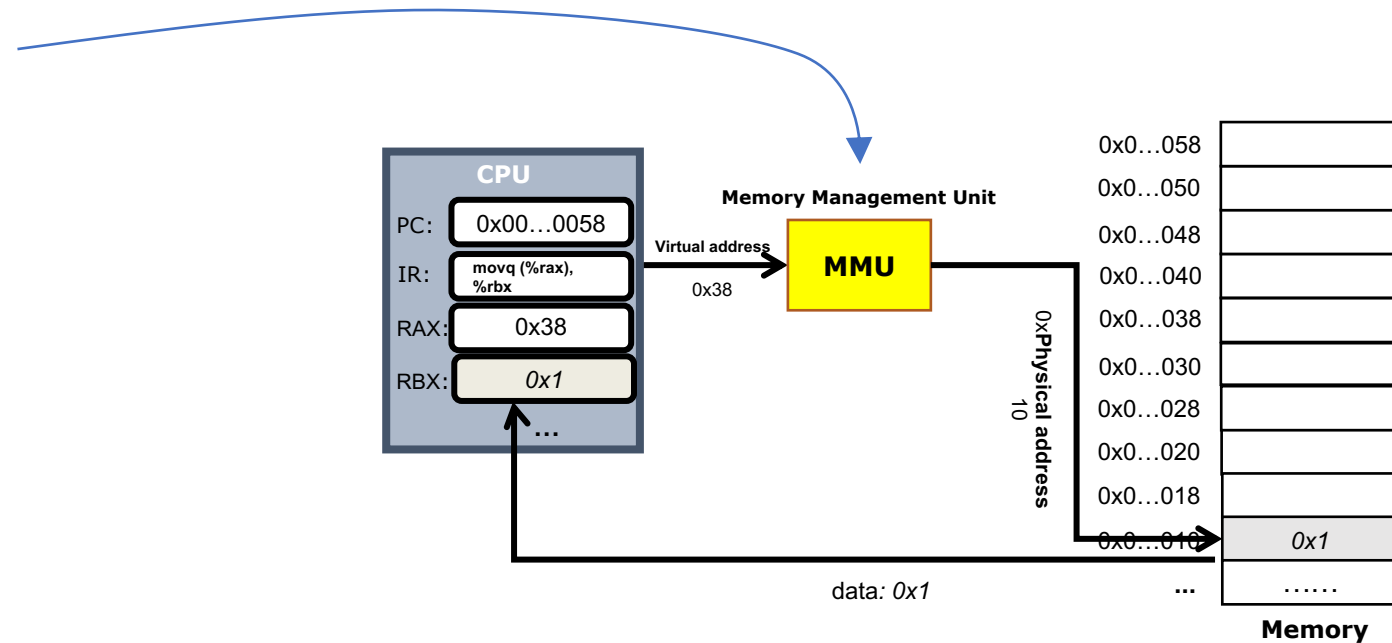 CPU
PC: 0x00...0058
IR: movq (%rax),
%rbx
RAX: 0x38
RBX: 0x1
...
Virtual address
0x38
Memory Management Unit
MMU
0xPhysical address
10
data: 0x1
0x0...058
0x0...050
0x0...048
0x0...040
0x0...038
0x0...030
0x0...028
0x0...020
0x0...018
0x0...010 0x1
... ......
Memory